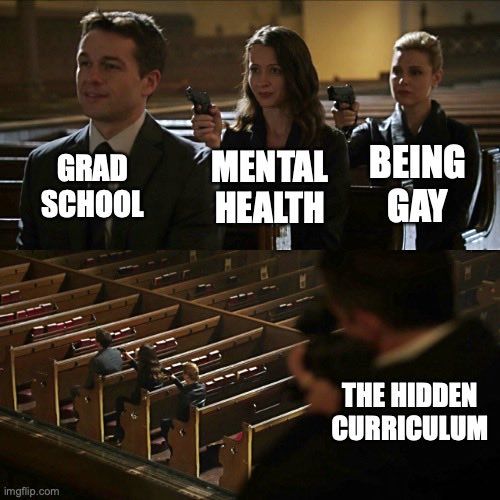 GRAD
SCHOOL
MENTAL
HEALTH
BEING
GAY
THE HIDDEN
CURRICULUM
imgflip.com